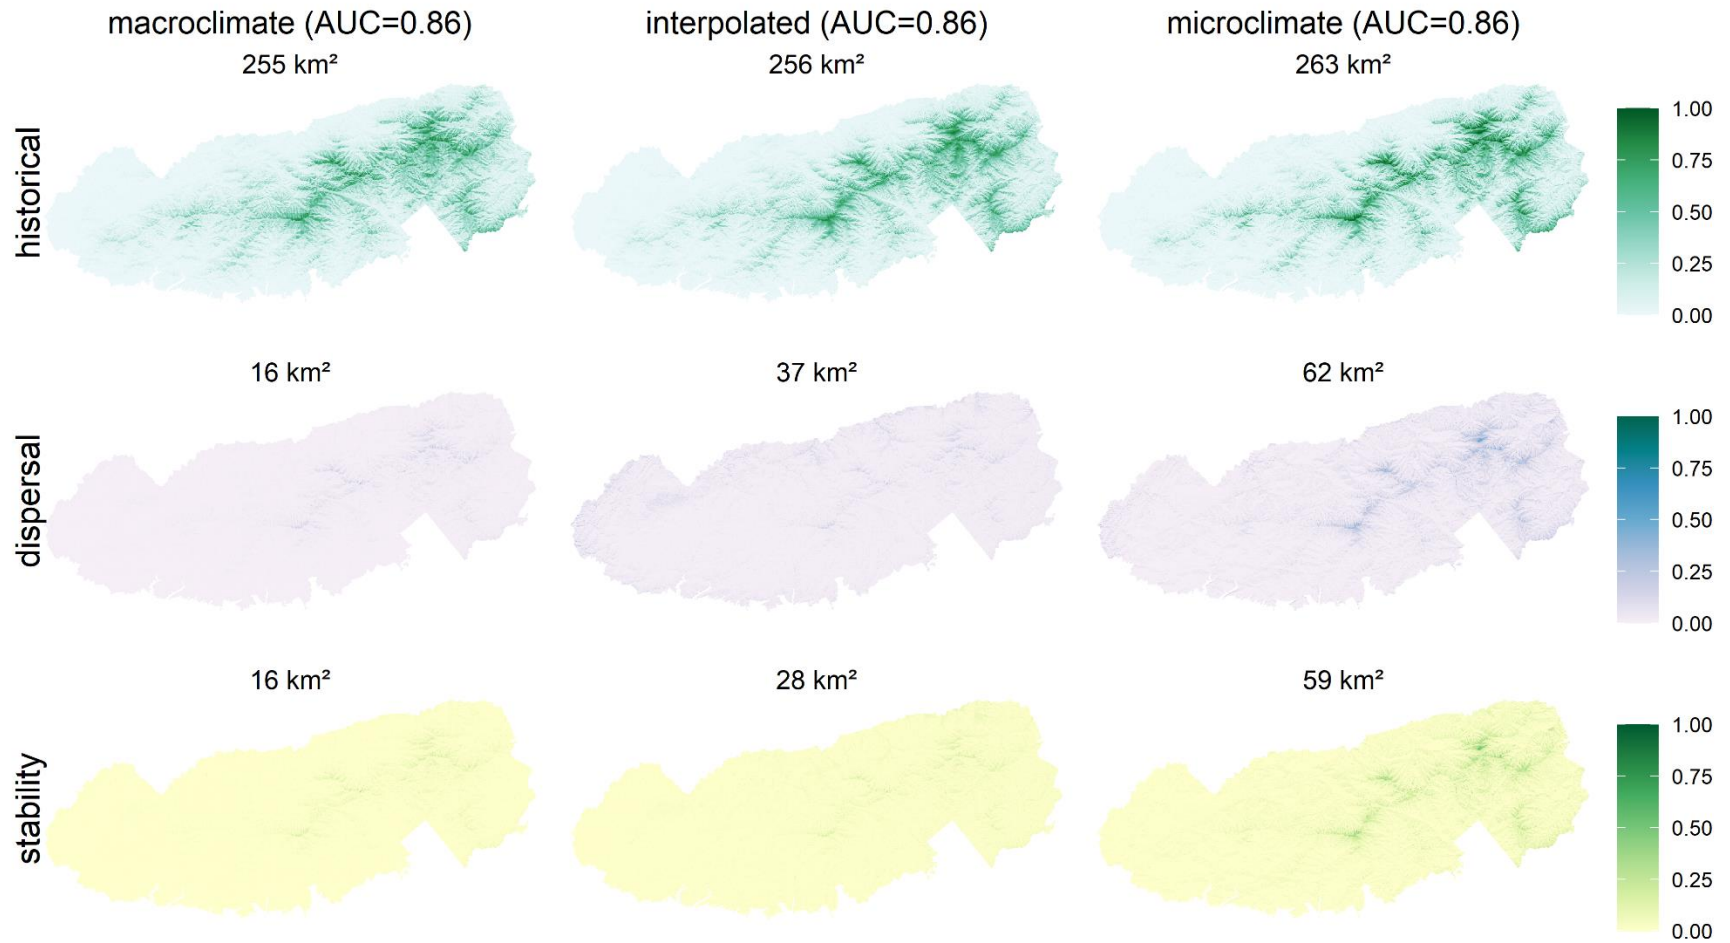 macroclimate (AUC=0.86) interpolated (AUC=0.86) microclimate (AUC=0.86)
255 km² 256 km² 263 km²
historical
1.00
0.75
0.50
0.25
0.00
16 km² 37 km² 62 km²
dispersal
1.00
0.75
0.50
0.25
0.00
16 km² 28 km² 59 km²
stability
1.00
0.75
0.50
0.25
0.00